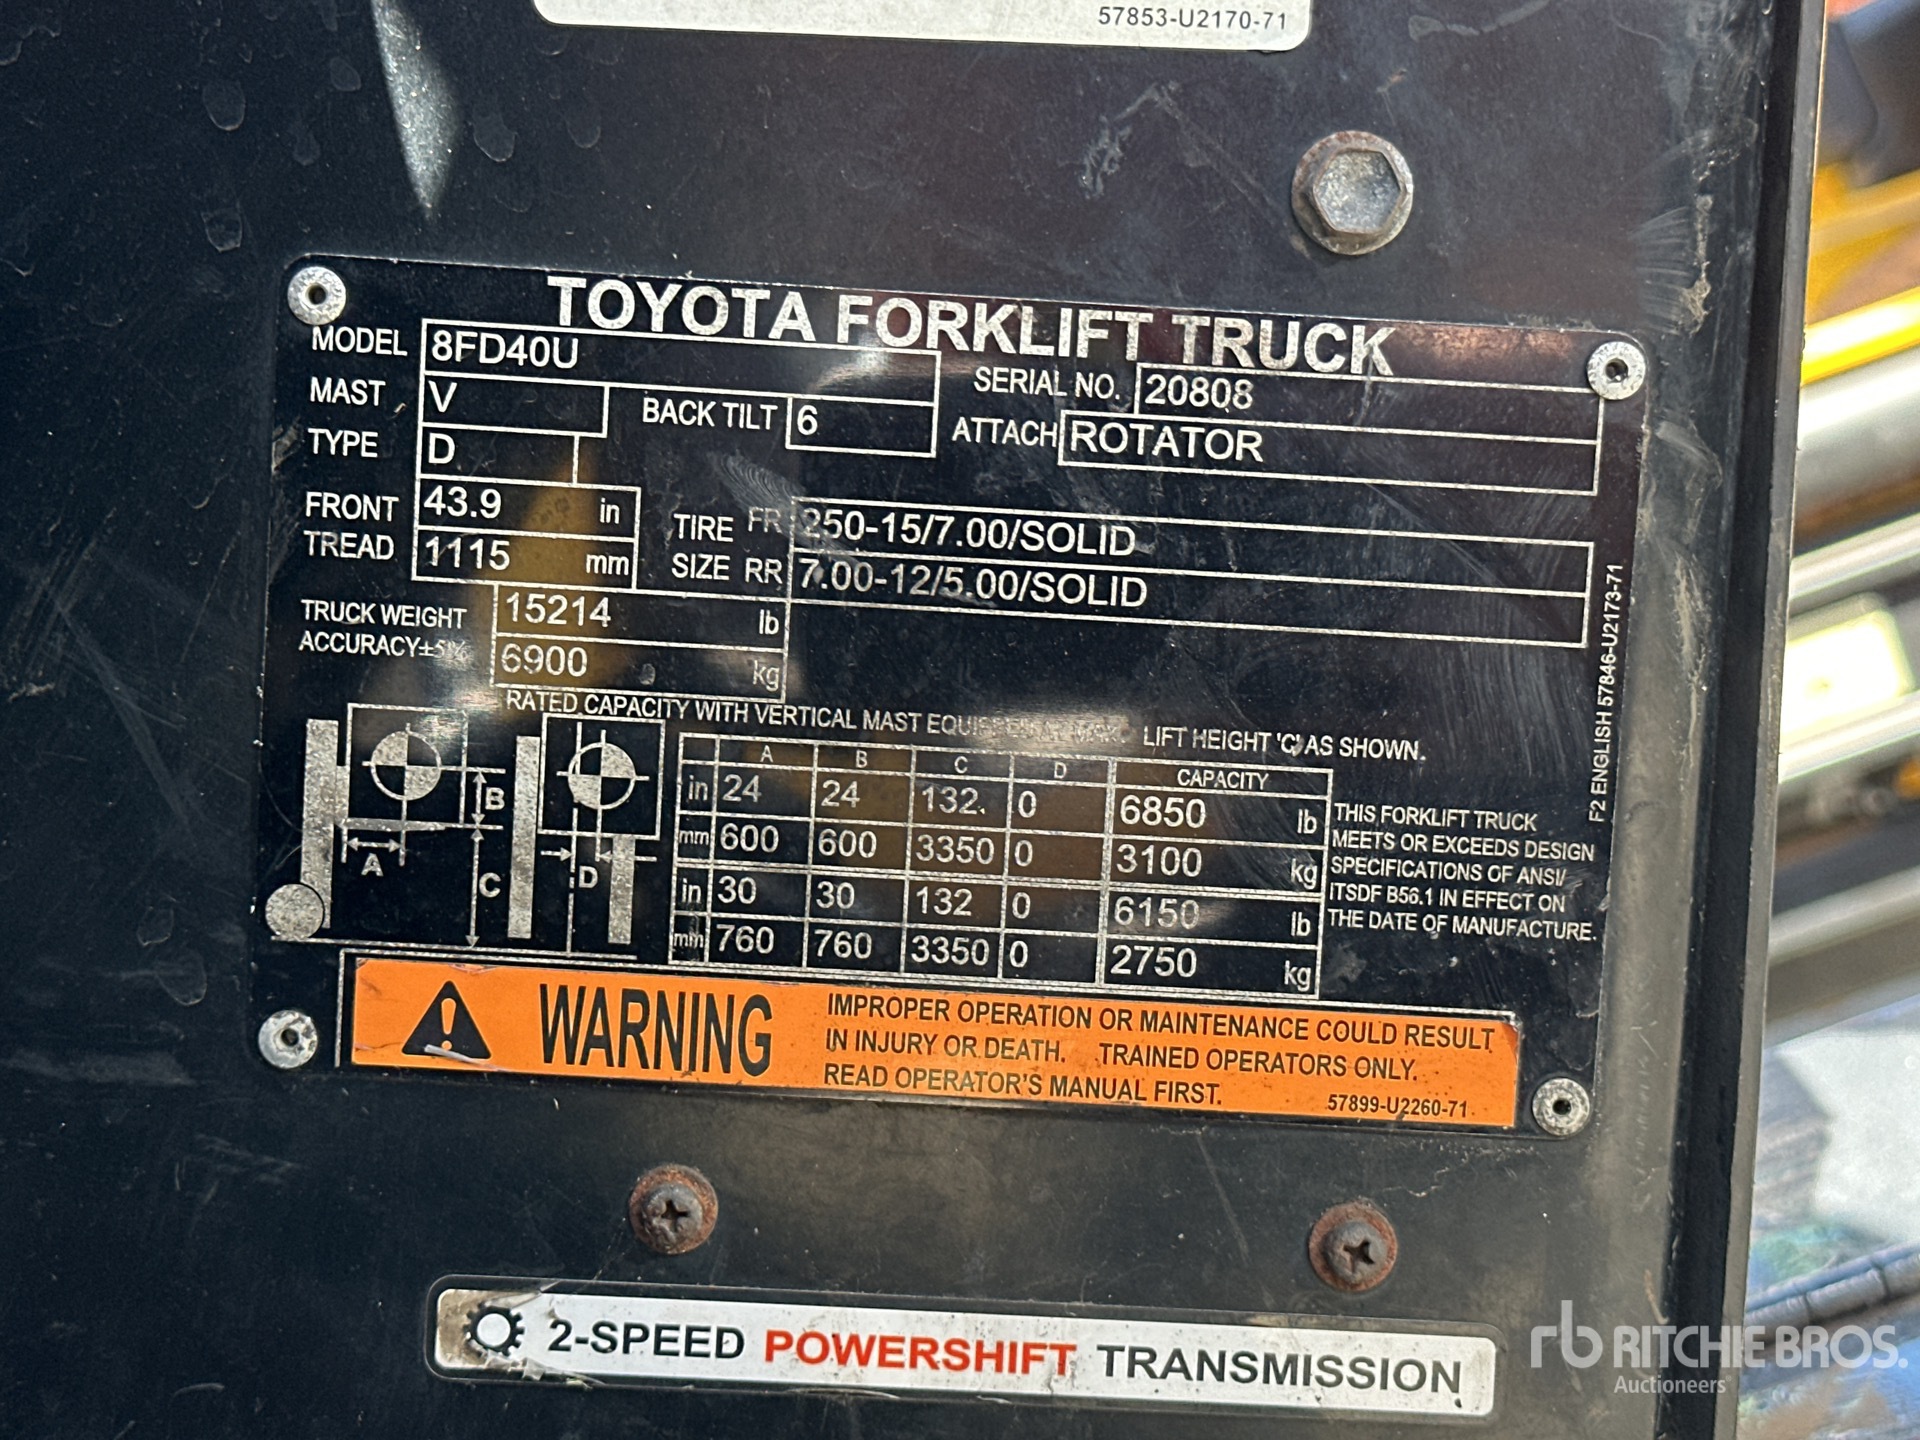 57853-U2170-71
TOYOTA FORKLIFT TRUCK
MODEL 8FD40U SERIAL NO. 20808
MAST V BACK TILT 6 ATTACH ROTATOR
TYPE D
FRONT TREAD 43.9 in TIRE SIZE FR 250-15/7.00/SOLID
1115 mm RR 7.00-12/5.00/SOLID
TRUCK WEIGHT 15214 lb
ACCURACY±5% 6900 kg
RATED CAPACITY WITH VERTICAL MAST LIFT HEIGHT 'C' AS SHOWN.
A B C D CAPACITY
in 24 24 132. 0 6850 lb
mm 600 600 3350 0 3100 kg
in 30 30 132 0 6150 lb
mm 760 760 3350 0 2750 kg
B
A
C
D
THIS FORKLIFT TRUCK
MEETS OR EXCEEDS DESIGN
SPECIFICATIONS OF ANSI/
ITSDF B56.1 IN EFFECT ON
THE DATE OF MANUFACTURE.
F2 ENGLISH 57846-U2173-71
WARNING
IMPROPER OPERATION OR MAINTENANCE COULD RESULT
IN INJURY OR DEATH. TRAINED OPERATORS ONLY.
READ OPERATOR'S MANUAL FIRST.
57899-U2260-71
2-SPEED POWERSHIFT TRANSMISSION
rb RITCHIE BROS.
Auctioneers